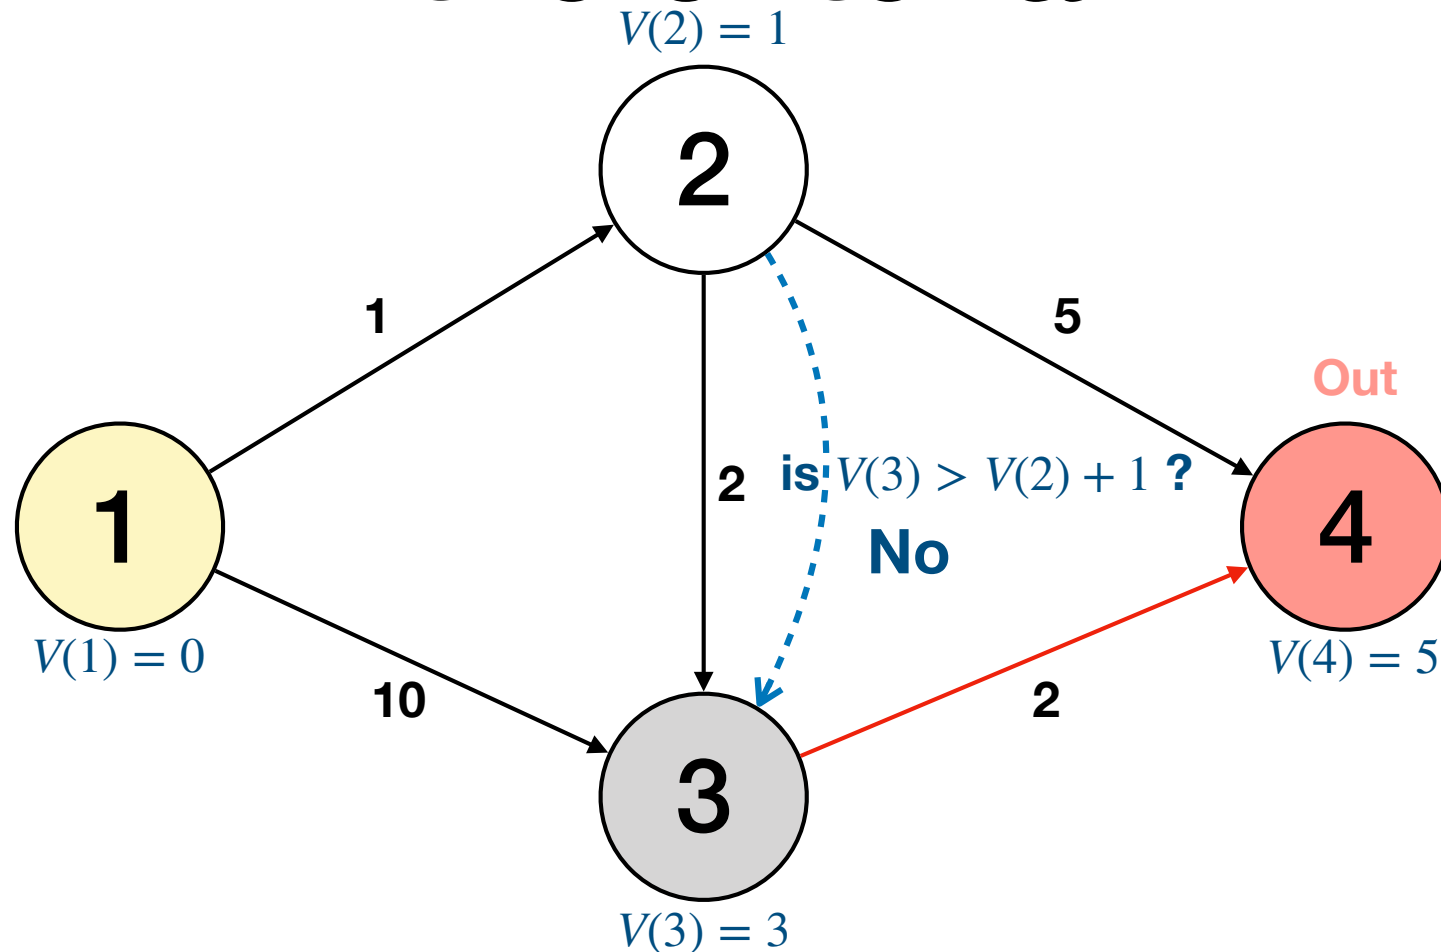 V(2) = 1
2
1
5
Out
2
is V(3) > V(2) + 1 ?
No
1
4
V(1) = 0
V(4) = 5
10
2
3
V(3) = 3